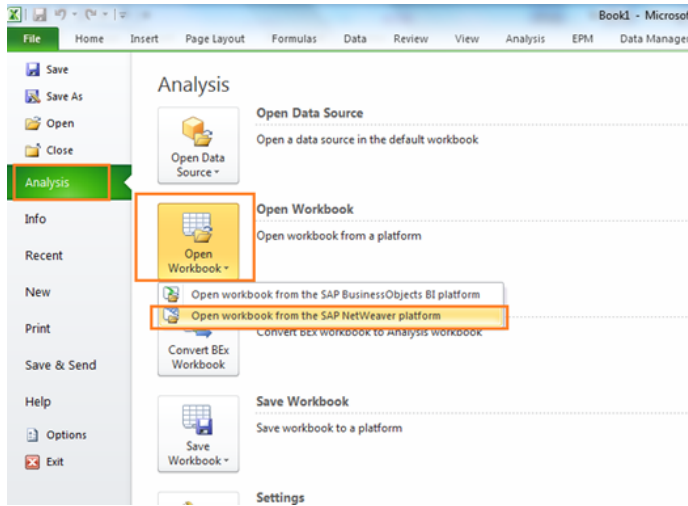 Book1 - Microsof
File Home Insert Page Layout Formulas Data Review View Analysis EPM Data Manager
Save
Save As
Open
Close
Analysis
Info
Recent
New
Print
Save & Send
Help
Options
Exit
Analysis
Open Data
Source
Open Data Source
Open a data source in the default workbook
Open
Workbook
Open Workbook
Open workbook from a platform
Open workbook from the SAP BusinessObjects BI platform
Open workbook from the SAP NetWeaver platform
Convert BEx
Workbook
Convert BEx workbook to Analysis workbook
Save
Workbook
Save Workbook
Save workbook to a platform
Settings